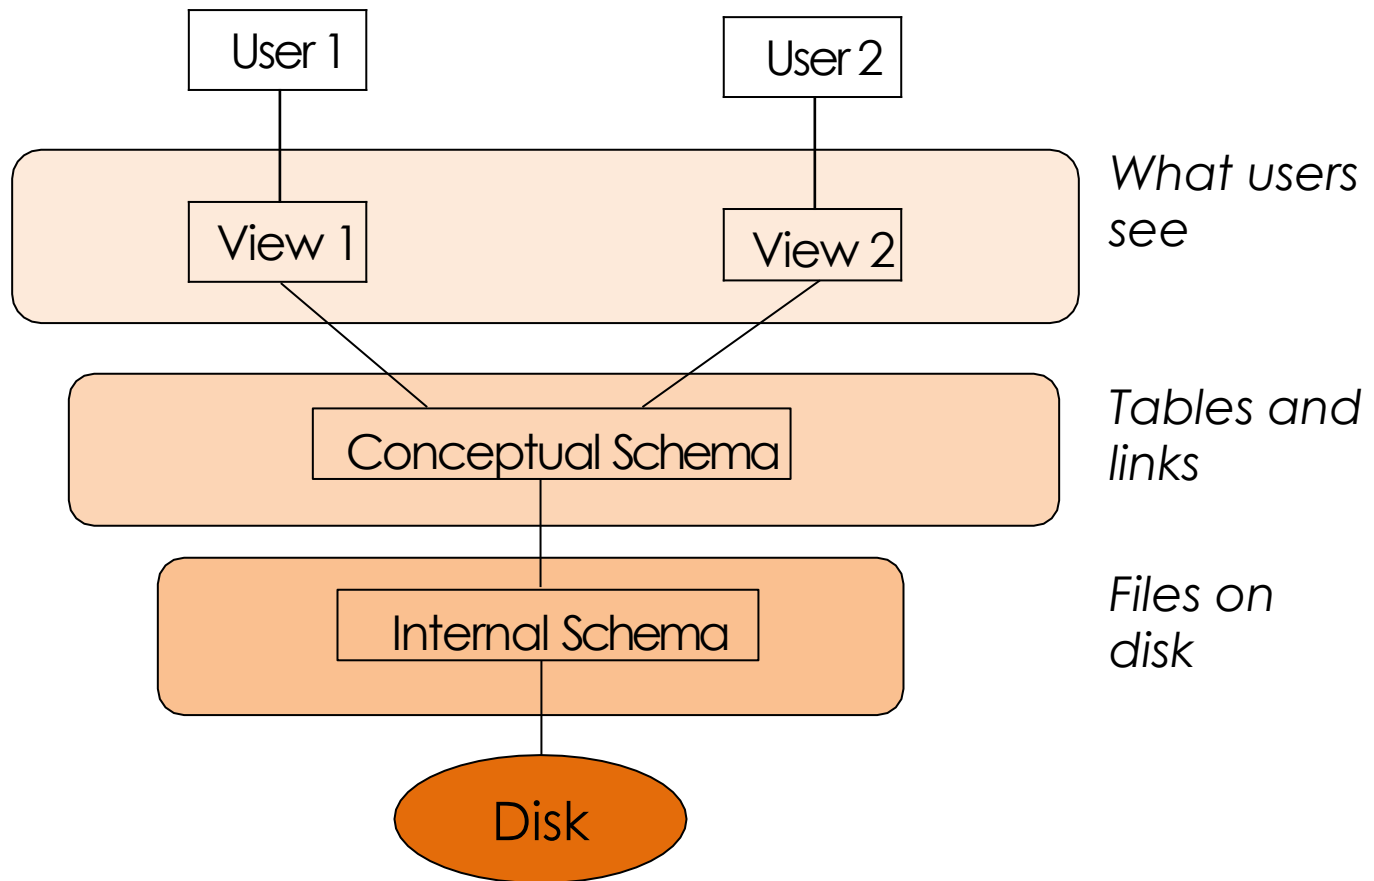 User 1
User 2
What users
see
View 1
View 2
Tables and
links
Conceptual Schema
Files on
disk
Internal Schema
Disk